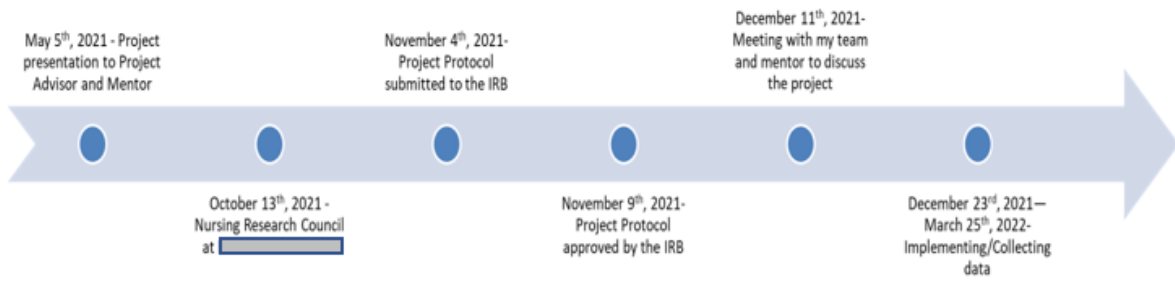 May 5th, 2021 - Project
presentation to Project
Advisor and Mentor
October 13th, 2021 -
Nursing Research Council
at
November 4th, 2021-
Project Protocol
submitted to the IRB
November 9th, 2021-
Project Protocol
approved by the IRB
December 11th, 2021-
Meeting with my team
and mentor to discuss
the project
December 23rd, 2021—
March 25th, 2022-
Implementing/Collecting
data